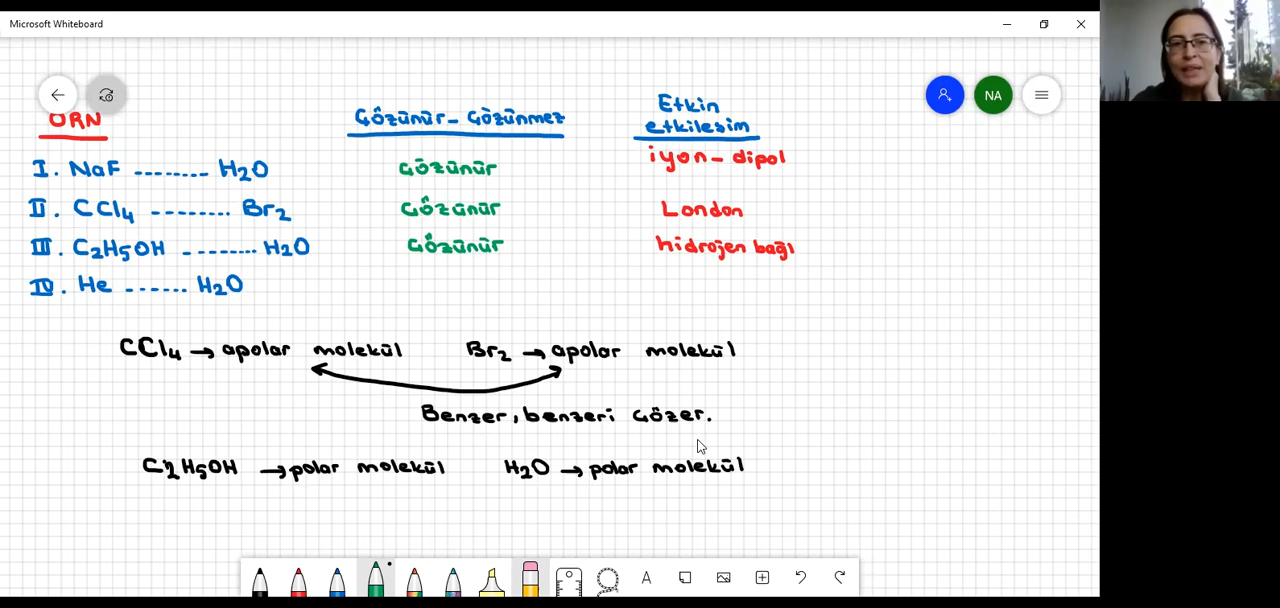 Microsoft Whiteboard
NA
ÖRN
Çözünür - Çözünmez
Etkin
etkileşim
I. NaF -------- H2O
Çözünür
iyon - dipol
II. CCl4 -------- Br2
Çözünür
London
III. C2H5OH -------- H2O
Çözünür
hidrojen bağı
IV. He ------ H2O
CCl4 → apolar molekül
Br2 → apolar molekül
Benzer, benzeri çözer.
C2H5OH → polar molekül
H2O → polar molekül
A